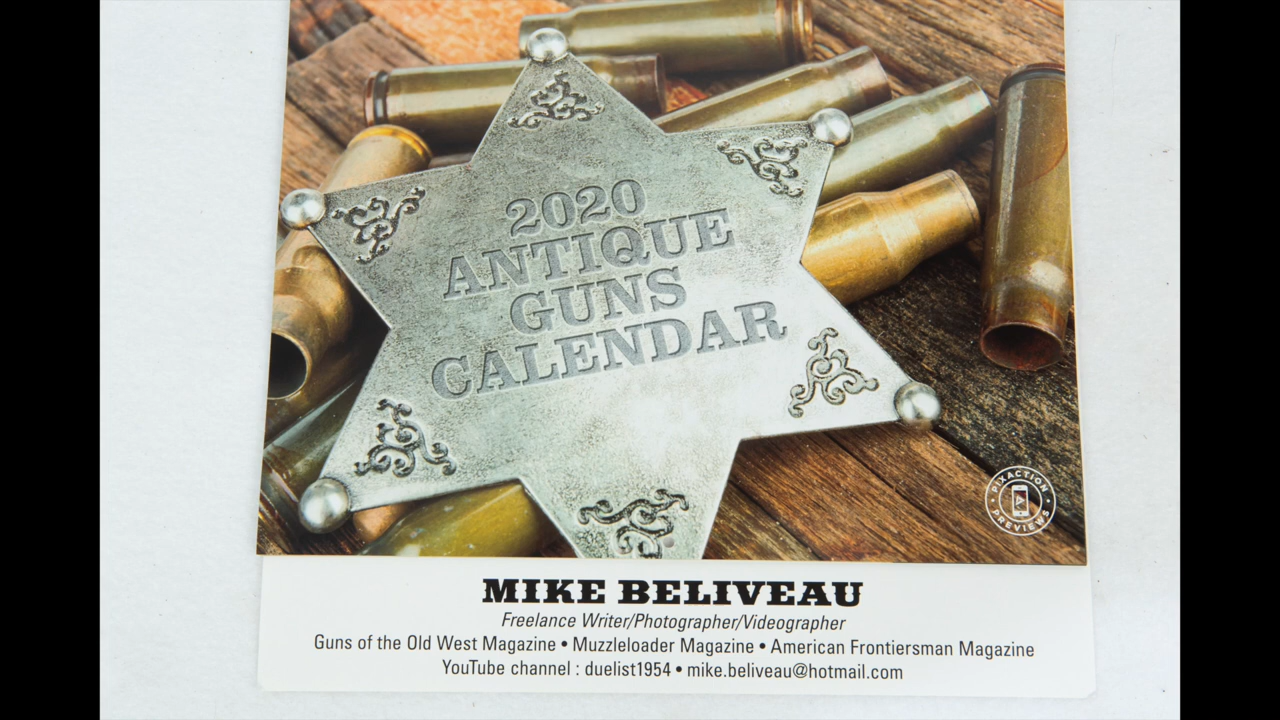 2020
ANTIQUE
GUNS
CALENDAR
PIXACTION
PREVIEWS
MIKE BELIVEAU
Freelance Writer/Photographer/Videographer
Guns of the Old West Magazine • Muzzleloader Magazine • American Frontiersman Magazine
YouTube channel : duelist1954 • mike.beliveau@hotmail.com